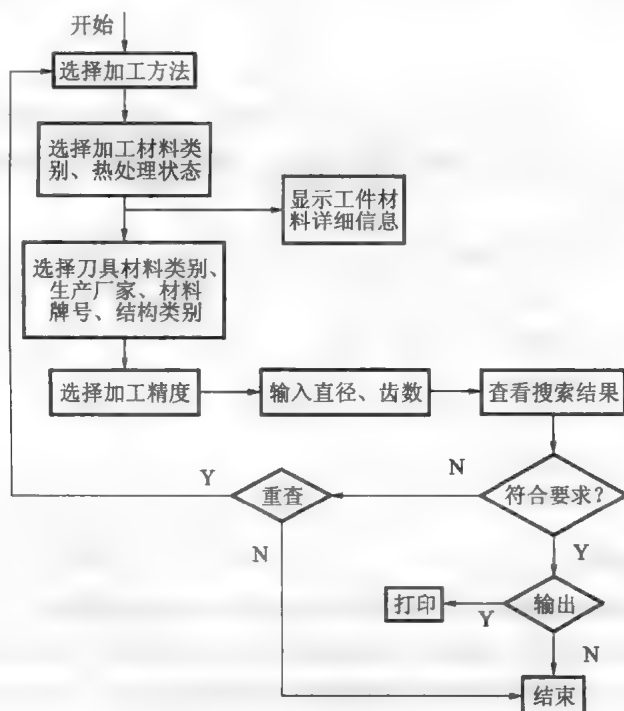 开始
选择加工方法
选择加工材料类
别、热处理状态
显示工件材
料详细信息
选择刀具材料类别、
生产厂家、材料
牌号、结构类别
选择加工精度
输入直径、齿数
查看搜索结果
Y
重查
N
符合要求?
N
Y
打印
Y
输出
N
结束